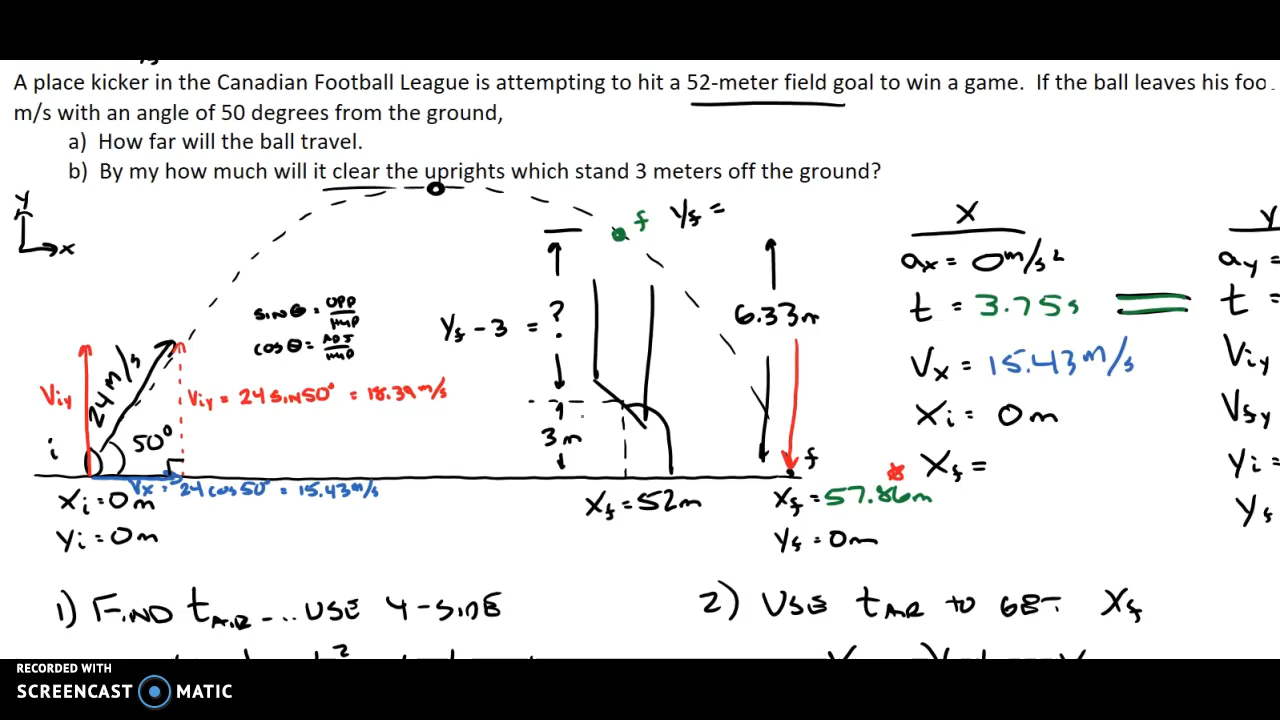 A place kicker in the Canadian Football League is attempting to hit a 52-meter field goal to win a game. If the ball leaves his foo
m/s with an angle of 50 degrees from the ground,
a) How far will the ball travel.
b) By my how much will it clear the uprights which stand 3 meters off the ground?
y
x
f
Yf =
sinθ = opp/hyp
cosθ = ADJ/hyp
Yf - 3 = ?
3m
6.33m
Viy
24 m/s
Viy = 24 sin50° = 18.39 m/s
50°
i
Vx = 24 cos50° = 15.43 m/s
Xi = 0m
Yi = 0m
Xf = 52m
f
Xf = 57.86m
Yf = 0m
X
ax = 0 m/s²
t = 3.75s
Vx = 15.43 m/s
Xi = 0m
Xf =
Y
ay =
t =
Viy
Vfy
Yi =
Yf
1) FIND tAIR ... USE Y-SIDE
2) USE tAIR TO GET Xf
RECORDED WITH
SCREENCAST MATIC